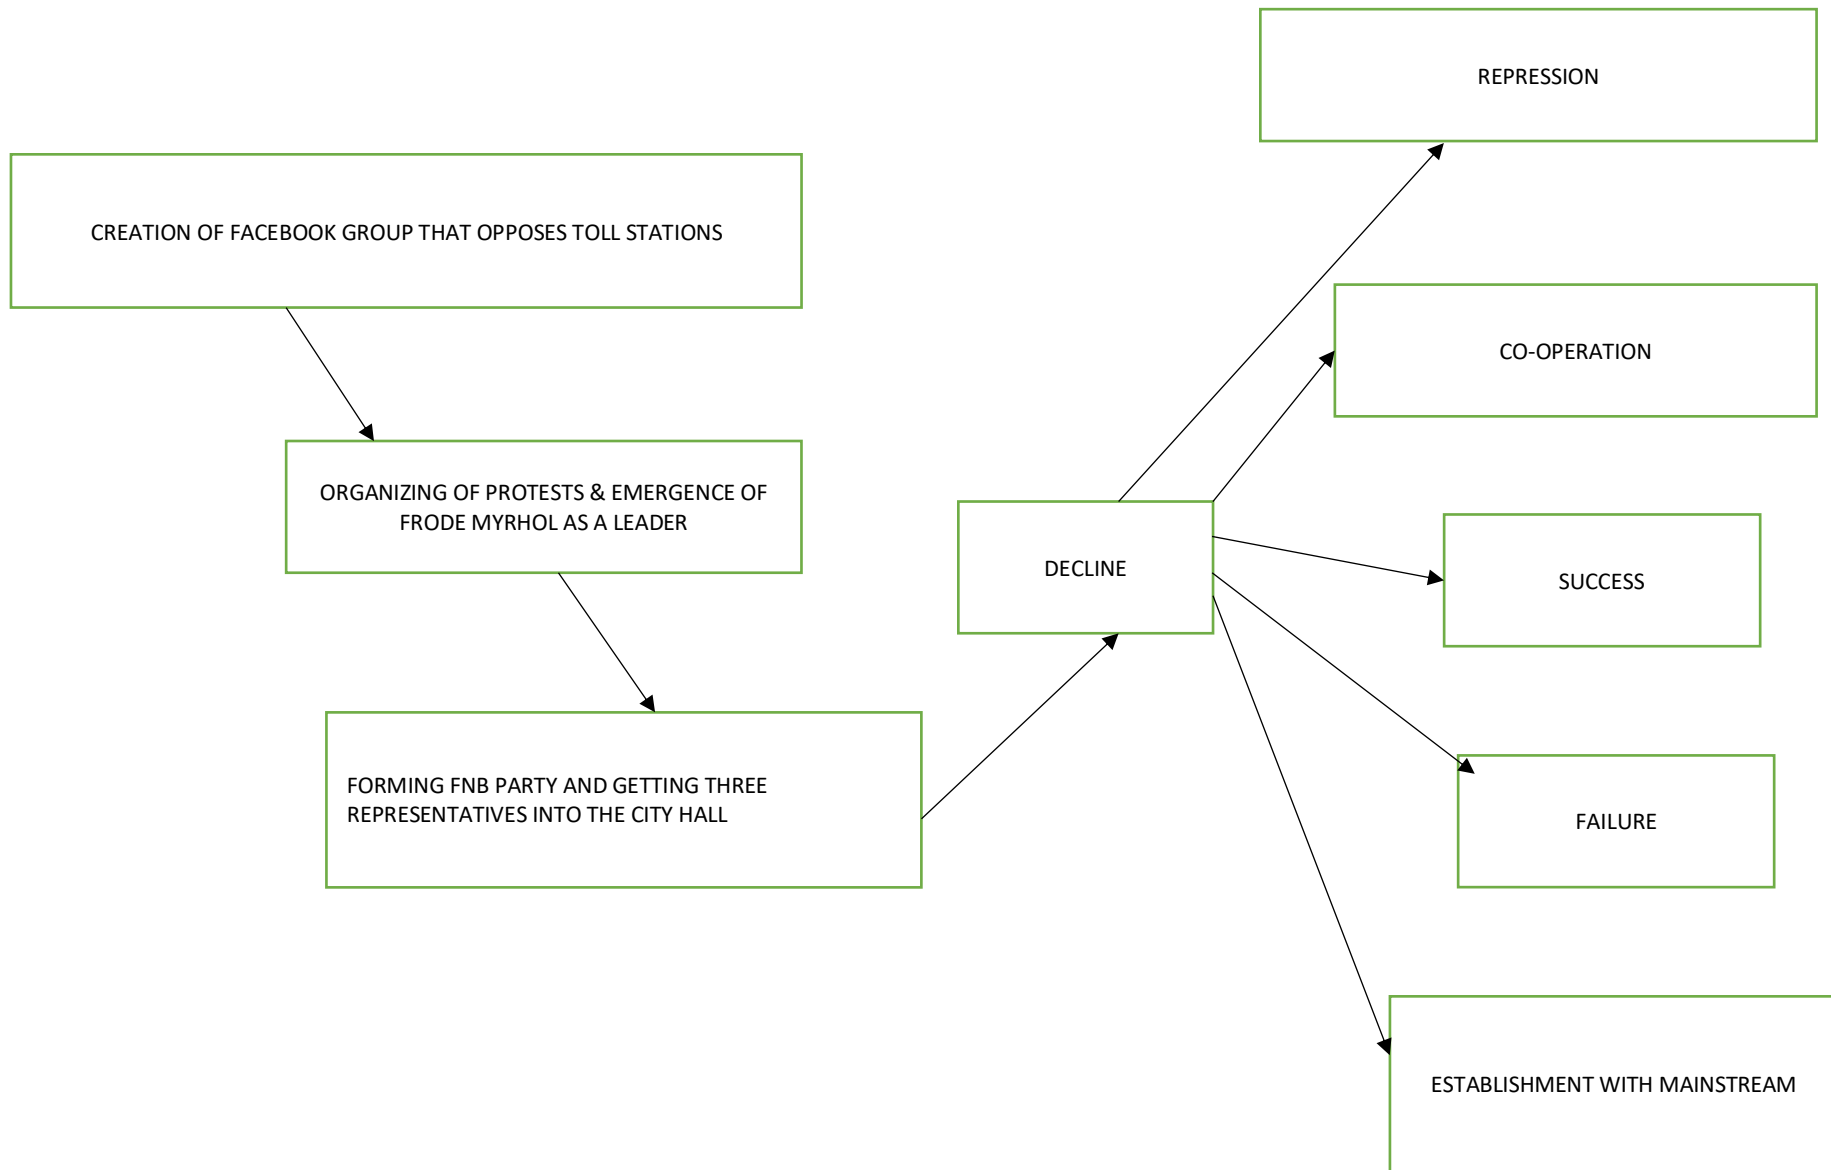 REPRESSION
CREATION OF FACEBOOK GROUP THAT OPPOSES TOLL STATIONS
CO-OPERATION
ORGANIZING OF PROTESTS & EMERGENCE OF
FRODE MYRHOL AS A LEADER
DECLINE
SUCCESS
FORMING FNB PARTY AND GETTING THREE
REPRESENTATIVES INTO THE CITY HALL
FAILURE
ESTABLISHMENT WITH MAINSTREAM